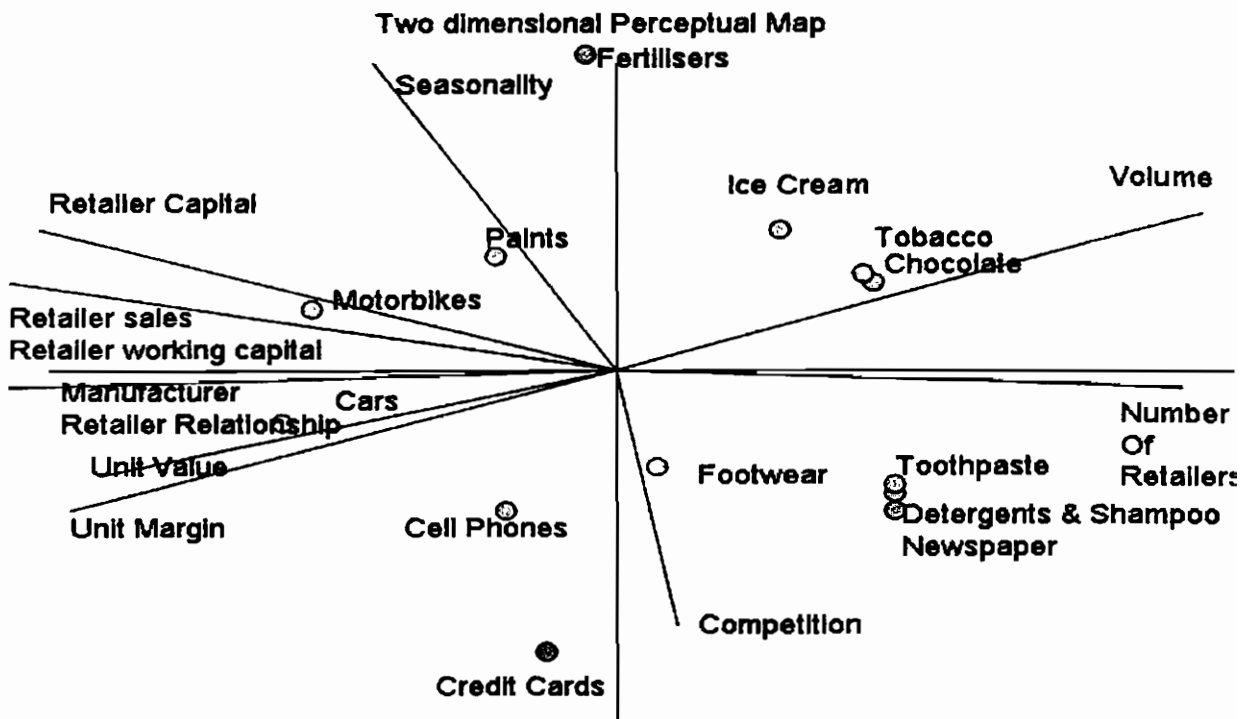 Two dimensional Perceptual Map
Fertilisers
Seasonality
Ice Cream
Volume
Retailer Capital
Paints
Tobacco
Chocolate
Motorbikes
Retailer sales
Retailer working capital
Manufacturer
Retailer Relationship
Cars
Number
Of
Retailers
Unit Value
Footwear
Toothpaste
Unit Margin
Cell Phones
Detergents & Shampoo
Newspaper
Competition
Credit Cards